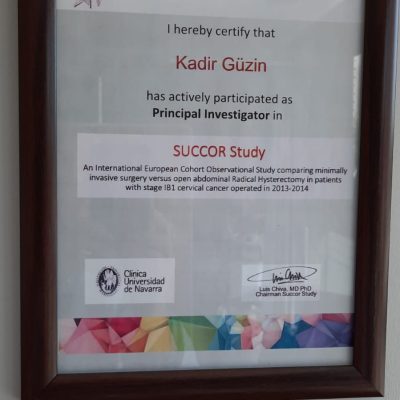 I hereby certify that
Kadir Güzin
has actively participated as
Principal Investigator in
SUCCOR Study
An International European Cohort Observational Study comparing minimally
invasive surgery versus open abdominal Radical Hysterectomy in patients
with stage IB1 cervical cancer operated in 2013-2014
Clínica
Universidad
de Navarra
Luis Chiva, MD PhD
Chairman Succor Study